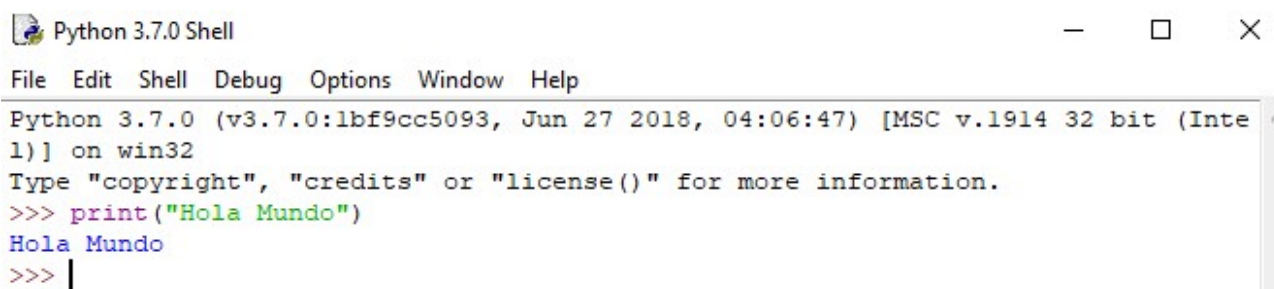 Python 3.7.0 Shell
File Edit Shell Debug Options Window Help
Python 3.7.0 (v3.7.0:1bf9cc5093, Jun 27 2018, 04:06:47) [MSC v.1914 32 bit (Inte
l)] on win32
Type "copyright", "credits" or "license()" for more information.
>>> print("Hola Mundo")
Hola Mundo
>>>